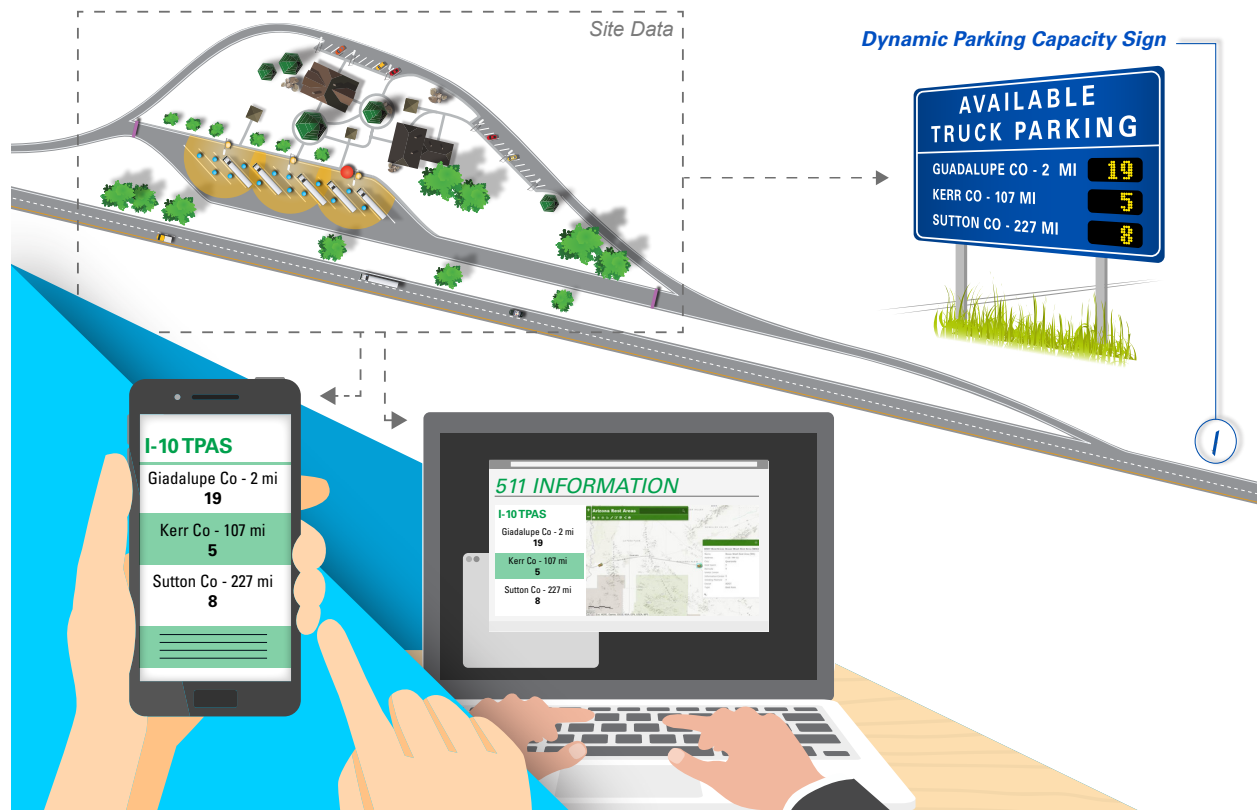 Site Data
Dynamic Parking Capacity Sign
AVAILABLE
TRUCK PARKING
GUADALUPE CO - 2 MI 19
KERR CO - 107 MI 5
SUTTON CO - 227 MI 8
1
I-10 TPAS
Giadalupe Co - 2 mi
19
Kerr Co - 107 mi
5
Sutton Co - 227 mi
8
511 INFORMATION
I-10 TPAS
Giadalupe Co - 2 mi
19
Kerr Co - 107 mi
5
Sutton Co - 227 mi
8
Arizona Rest Areas